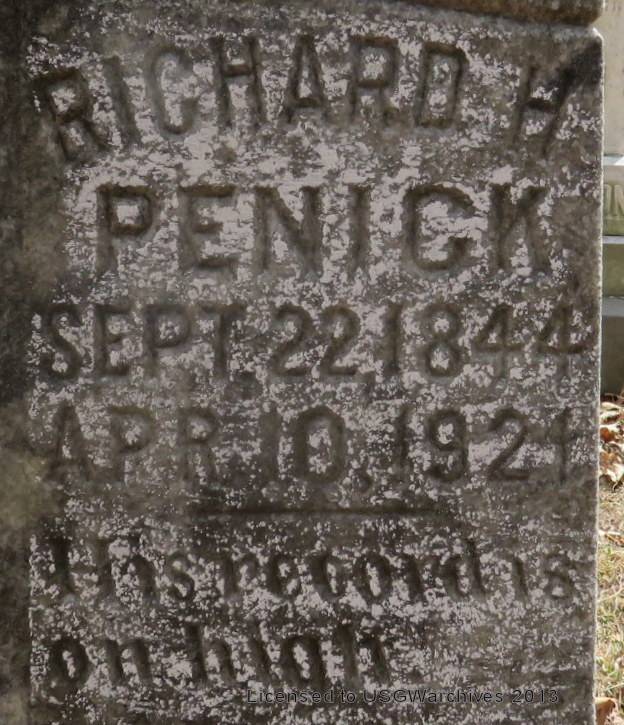 RICHARD H
PENICK
SEPT. 22, 1844
APR. 10, 1921
His record is
on high
Licensed to USGWarchives 2013